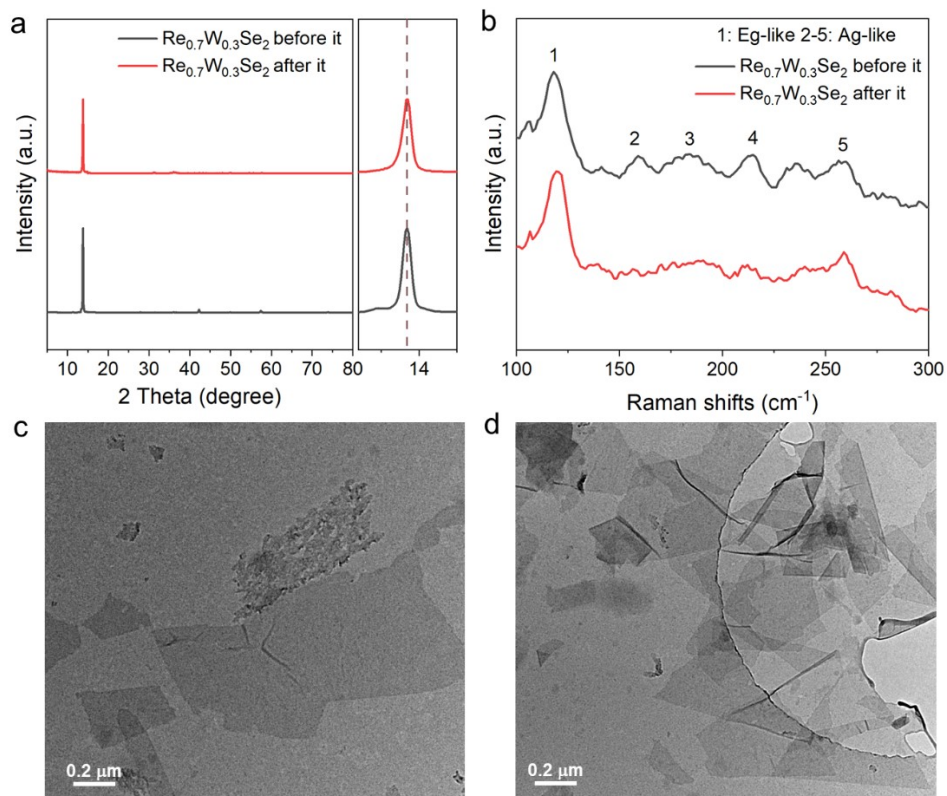 a
Re0.7W0.3Se2 before it
Re0.7W0.3Se2 after it
Intensity (a.u.)
10 20 30 40 50 60 70 80
14
2 Theta (degree)
b
1: Eg-like 2-5: Ag-like
Re0.7W0.3Se2 before it
Re0.7W0.3Se2 after it
1
2
3
4
5
Intensity (a.u.)
100 150 200 250 300
Raman shifts (cm-1)
c
0.2 μm
d
0.2 μm